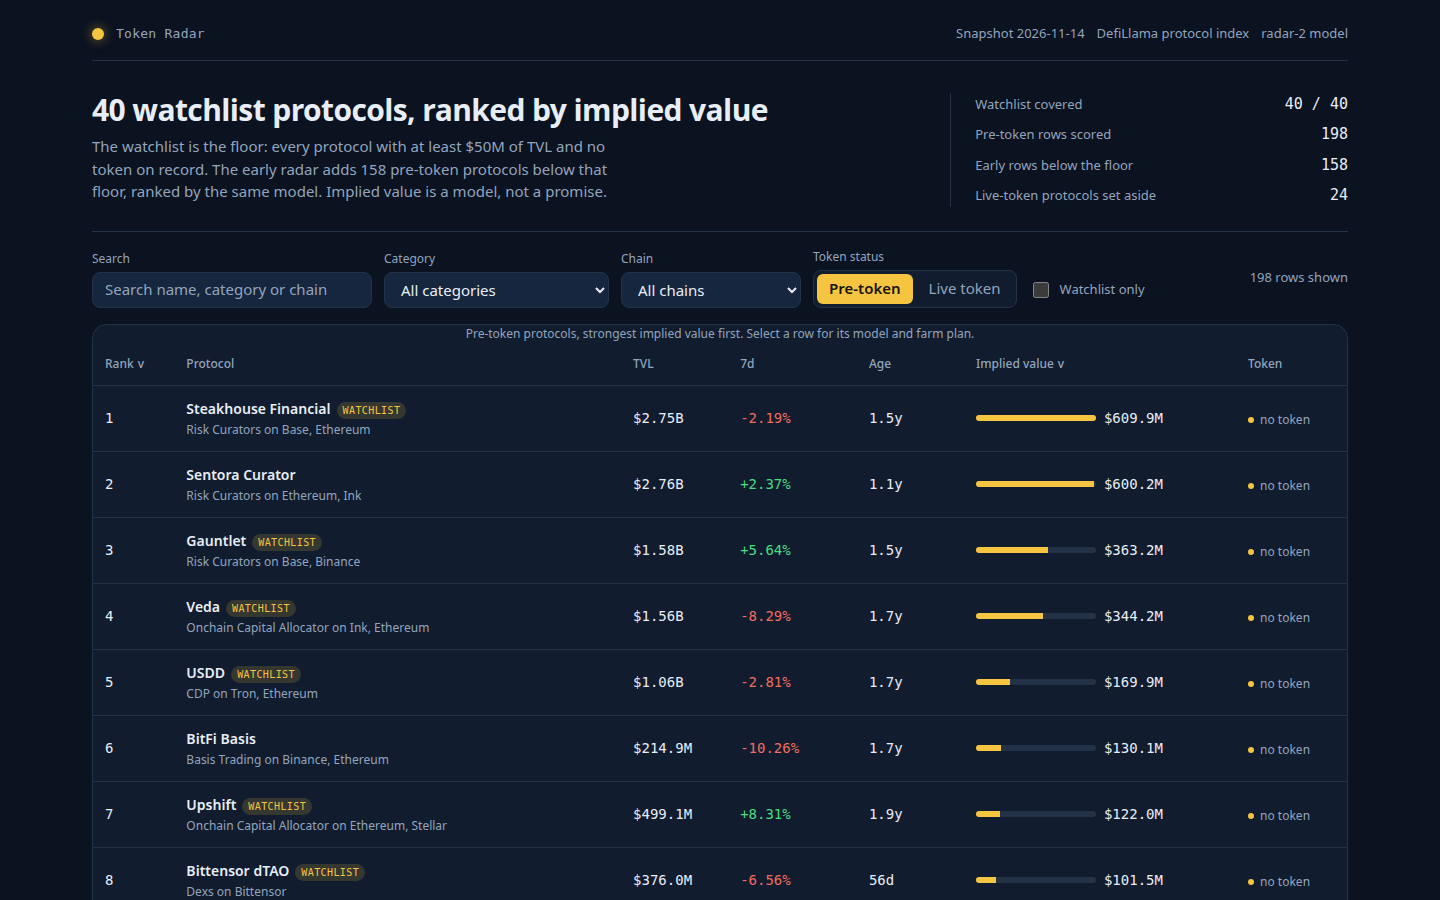 Token Radar
Snapshot 2026-11-14 DefiLlama protocol index radar-2 model
40 watchlist protocols, ranked by implied value
The watchlist is the floor: every protocol with at least $50M of TVL and no
token on record. The early radar adds 158 pre-token protocols below that
floor, ranked by the same model. Implied value is a model, not a promise.
Watchlist covered 40 / 40
Pre-token rows scored 198
Early rows below the floor 158
Live-token protocols set aside 24
Search
Category
Chain
Token status
Search name, category or chain
All categories
All chains
Pre-token
Live token
Watchlist only
198 rows shown
Pre-token protocols, strongest implied value first. Select a row for its model and farm plan.
Rank v Protocol TVL 7d Age Implied value v Token
1 Steakhouse Financial WATCHLIST $2.75B -2.19% 1.5y $609.9M no token
Risk Curators on Base, Ethereum
2 Sentora Curator $2.76B +2.37% 1.1y $600.2M no token
Risk Curators on Ethereum, Ink
3 Gauntlet WATCHLIST $1.58B +5.64% 1.5y $363.2M no token
Risk Curators on Base, Binance
4 Veda WATCHLIST $1.56B -8.29% 1.7y $344.2M no token
Onchain Capital Allocator on Ink, Ethereum
5 USDD WATCHLIST $1.06B -2.81% 1.7y $169.9M no token
CDP on Tron, Ethereum
6 BitFi Basis $214.9M -10.26% 1.7y $130.1M no token
Basis Trading on Binance, Ethereum
7 Upshift WATCHLIST $499.1M +8.31% 1.9y $122.0M no token
Onchain Capital Allocator on Ethereum, Stellar
8 Bittensor dTAO WATCHLIST $376.0M -6.56% 56d $101.5M no token
Dexs on Bittensor